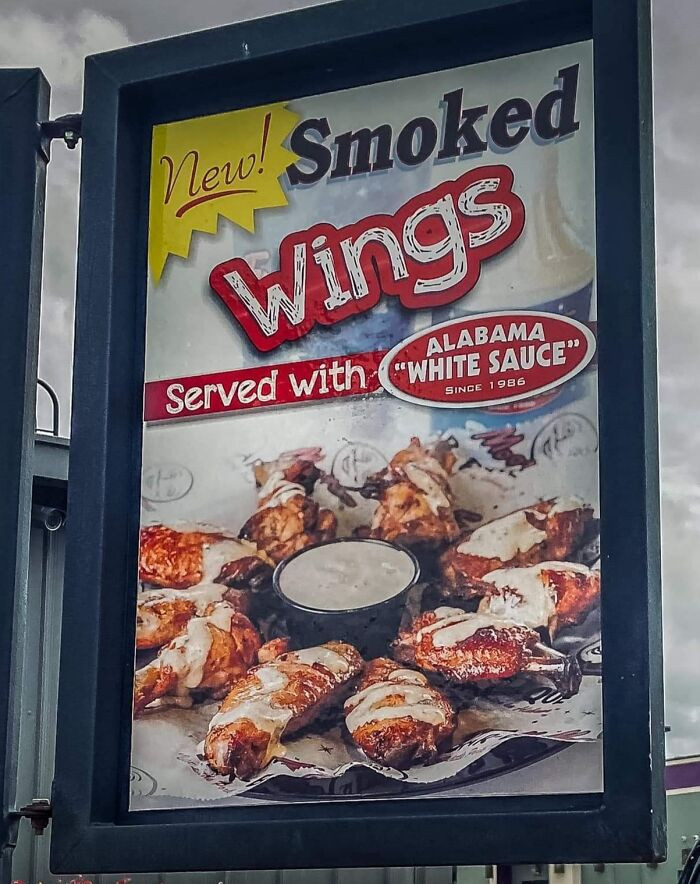 New!
Smoked
Wings
Served with
ALABAMA
"WHITE SAUCE"
SINCE 1986